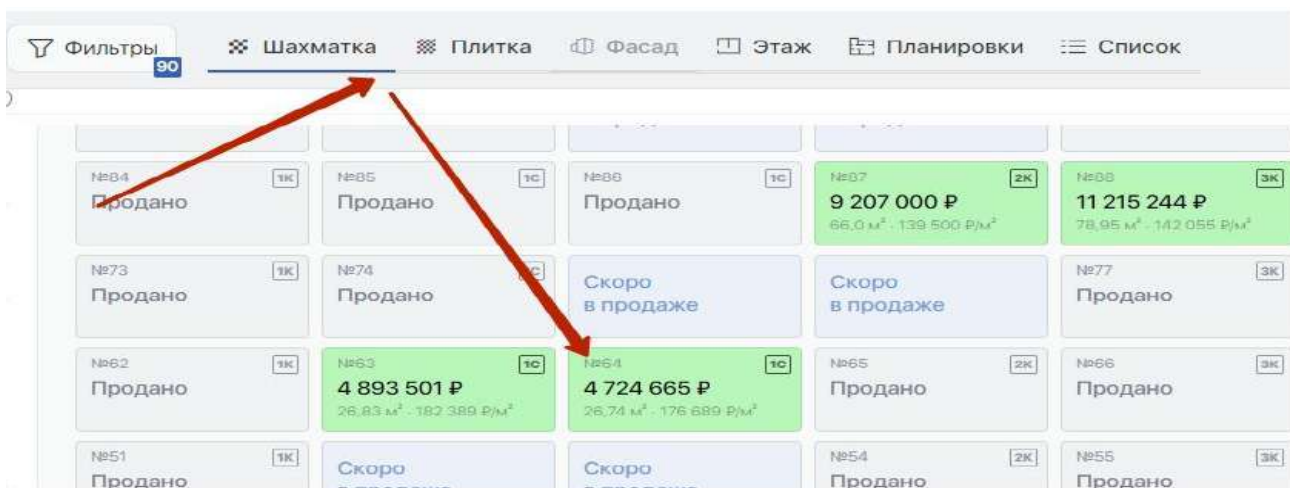 Фильтры
90
Шахматка
Плитка
Фасад
Этаж
Планировки
Список
№84 1К
Продано
№85 1С
Продано
№86 1С
Продано
№87 2К
9 207 000 ₽
66,0 м² · 139 500 ₽/м²
№88 3К
11 215 244 ₽
78,95 м² · 142 055 ₽/м²
№73 1К
Продано
№74
Продано
Скоро
в продаже
Скоро
в продаже
№77 3К
Продано
№62 1К
Продано
№63 1С
4 893 501 ₽
26,83 м² · 182 389 ₽/м²
№64 1С
4 724 665 ₽
26,74 м² · 176 689 ₽/м²
№65 2К
Продано
№66 3К
Продано
№51 1К
Продано
Скоро
Скоро
№54 2К
Продано
№55 3К
Продано